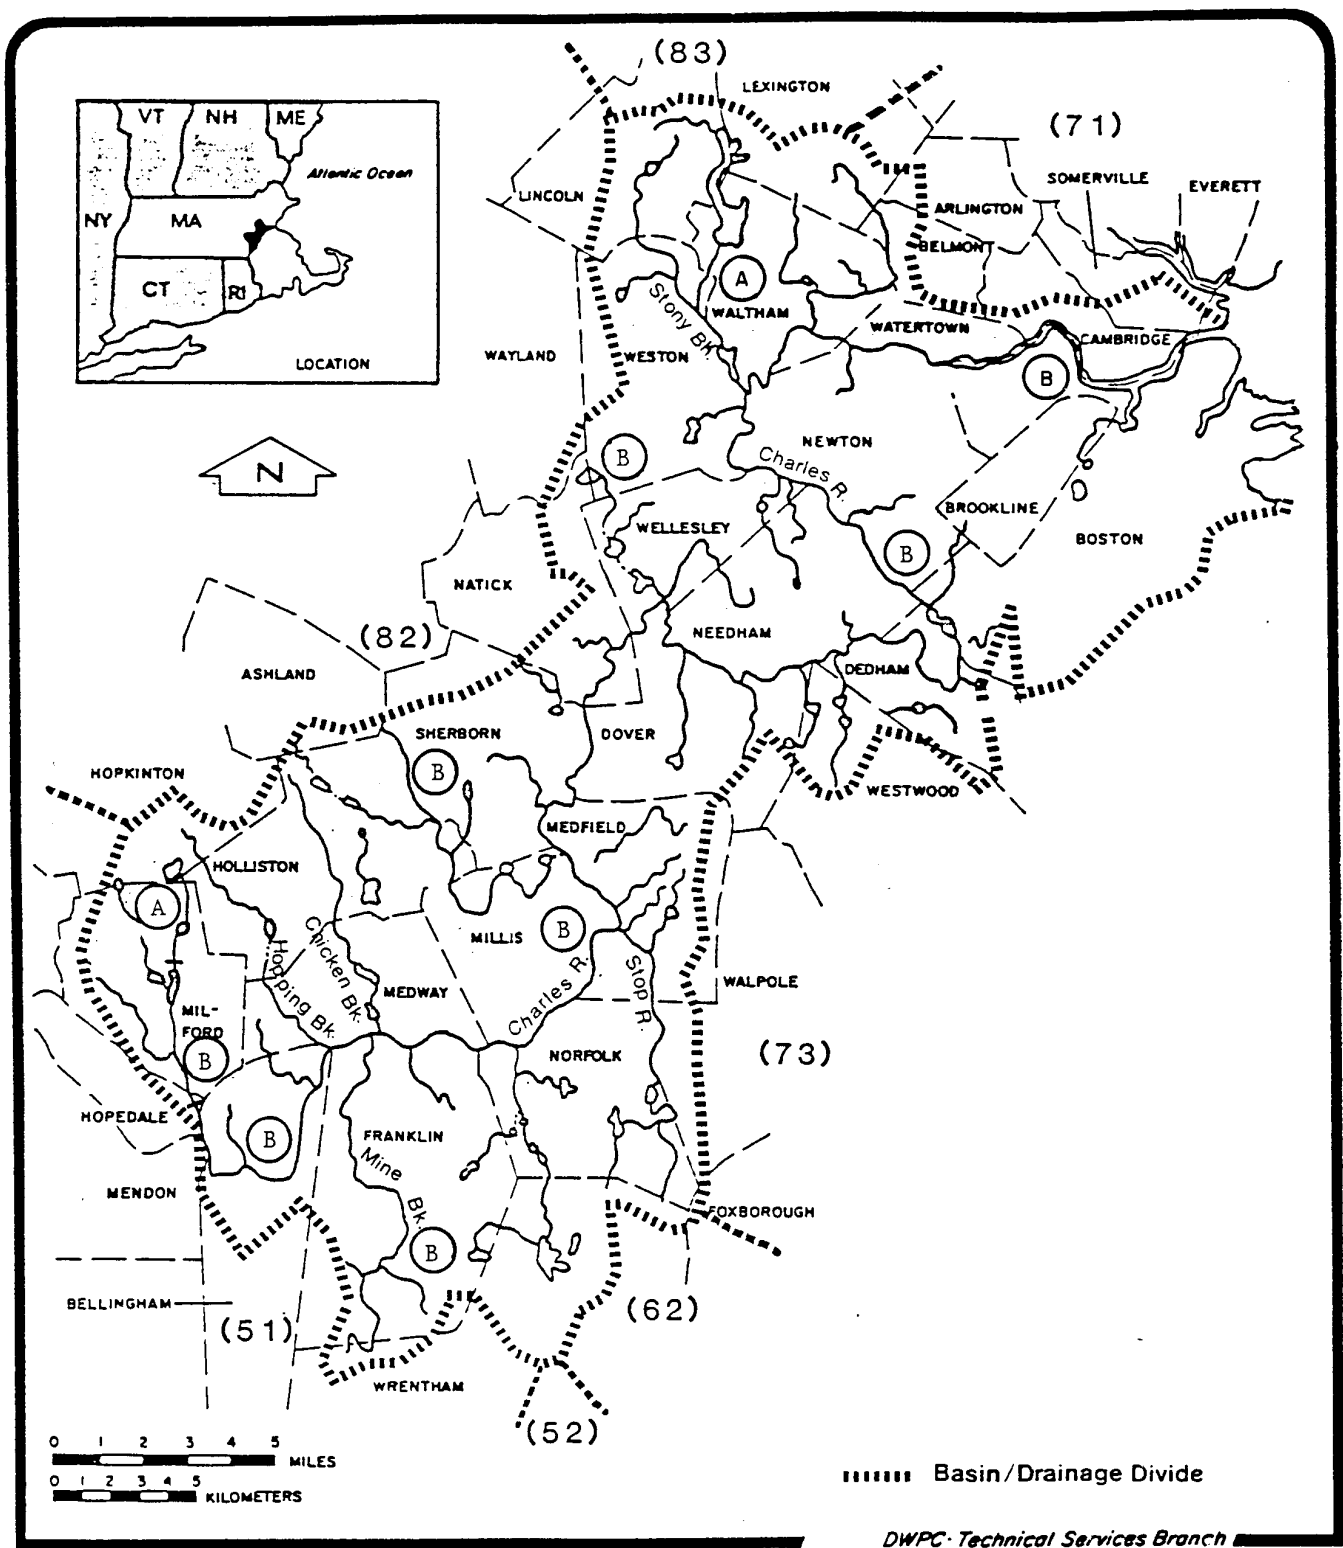 (83)
LEXINGTON
VT
NH
ME
(71)
Atlantic Ocean
SOMERVILLE
EVERETT
LINCOLN
ARLINGTON
NY
MA
BELMONT
A
CT
RI
Stony Bk.
WALTHAM
WATERTOWN
CAMBRIDGE
WAYLAND
WESTON
LOCATION
B
NEWTON
B
Charles R.
N
BROOKLINE
WELLESLEY
BOSTON
B
NATICK
(82)
NEEDHAM
ASHLAND
DEDHAM
SHERBORN
DOVER
HOPKINTON
B
WESTWOOD
MEDFIELD
HOLLISTON
A
B
MILLIS
Hopping Bk.
Chicken Bk.
MEDWAY
Charles R.
Stop R.
WALPOLE
MIL-
FORD
B
NORFOLK
(73)
HOPEDALE
B
FRANKLIN
Mine Bk.
MENDON
FOXBOROUGH
B
BELLINGHAM
(51)
(62)
WRENTHAM
(52)
0 1 2 3 4 5
MILES
0 1 2 3 4 5
KILOMETERS
Basin/Drainage Divide
DWPC· Technical Services Branch